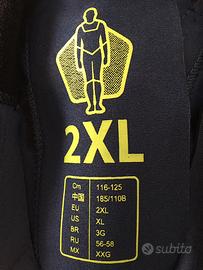 2XL
Cm 116-125
中国 185/110B
EU 2XL
US XL
BR 3G
RU 56-58
MX XXG
subito